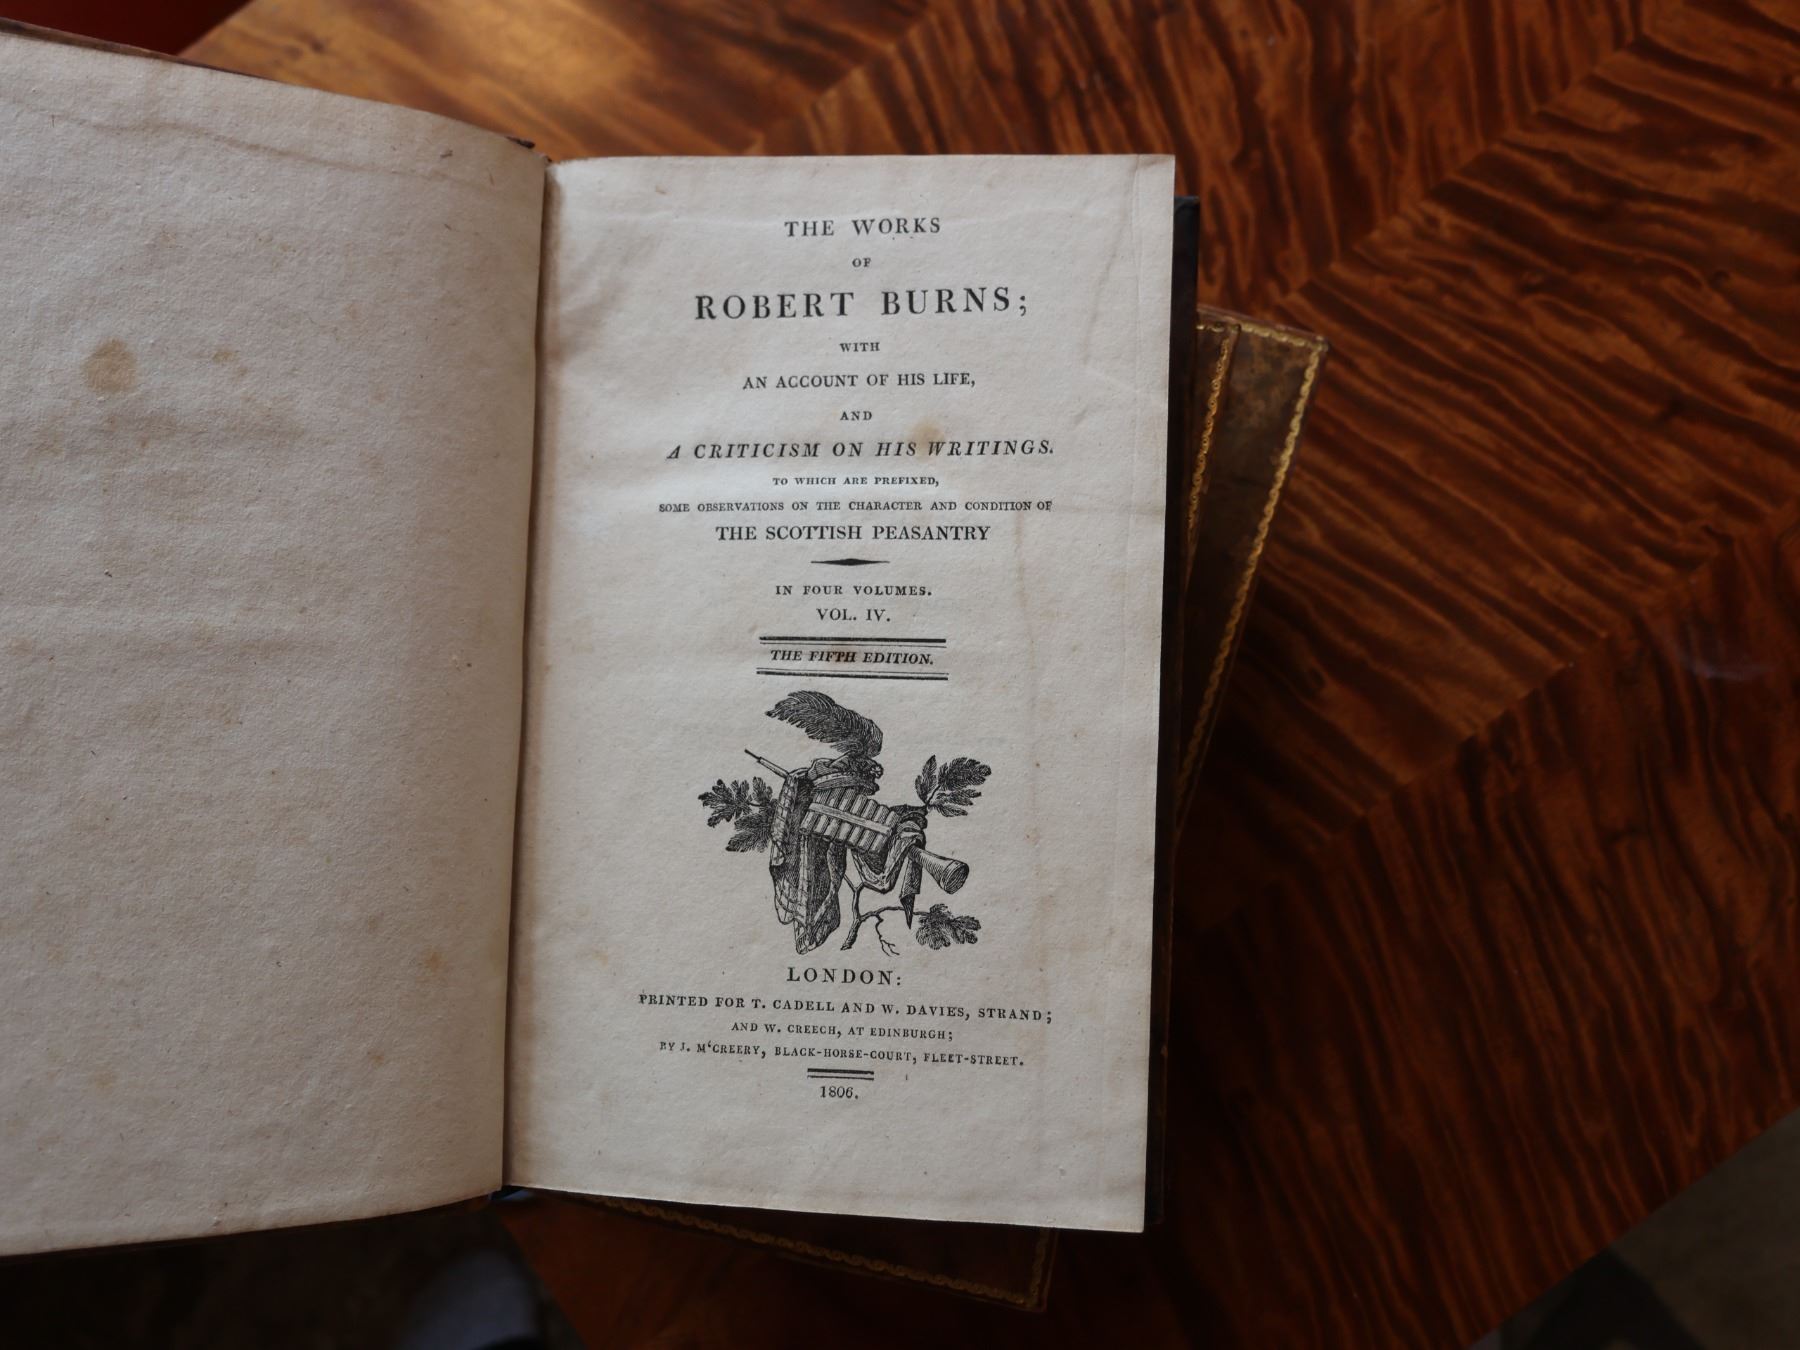 THE WORKS
OF
ROBERT BURNS;
WITH
AN ACCOUNT OF HIS LIFE,
AND
A CRITICISM ON HIS WRITINGS.
TO WHICH ARE PREFIXED,
SOME OBSERVATIONS ON THE CHARACTER AND CONDITION OF
THE SCOTTISH PEASANTRY
IN FOUR VOLUMES.
VOL. IV.
THE FIFTH EDITION.
LONDON:
PRINTED FOR T. CADELL AND W. DAVIES, STRAND;
AND W. CREECH, AT EDINBURGH;
BY J. M‘CREERY, BLACK-HORSE-COURT, FLEET-STREET.
1806.